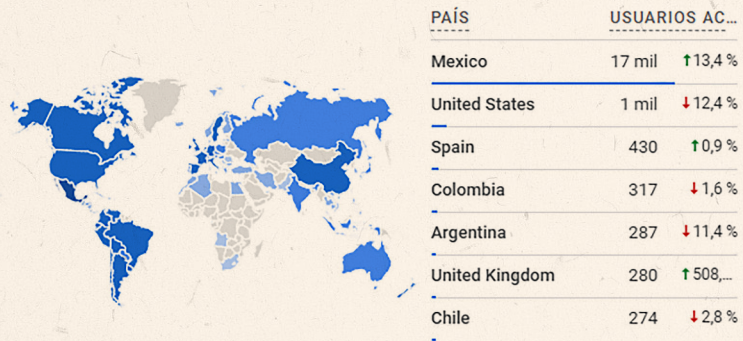 PAÍS USUARIOS AC...
Mexico 17 mil ↑ 13,4 %
United States 1 mil ↓ 12,4 %
Spain 430 ↑ 0,9 %
Colombia 317 ↓ 1,6 %
Argentina 287 ↓ 11,4 %
United Kingdom 280 ↑ 508,...
Chile 274 ↓ 2,8 %